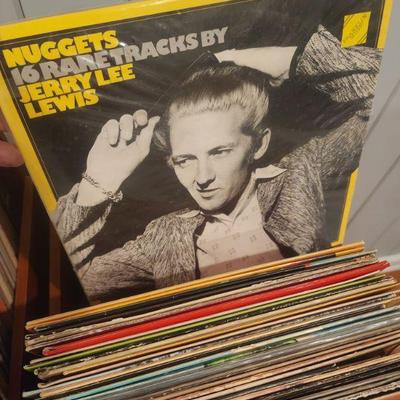 NUGGETS
16 RARE TRACKS BY
JERRY LEE
LEWIS